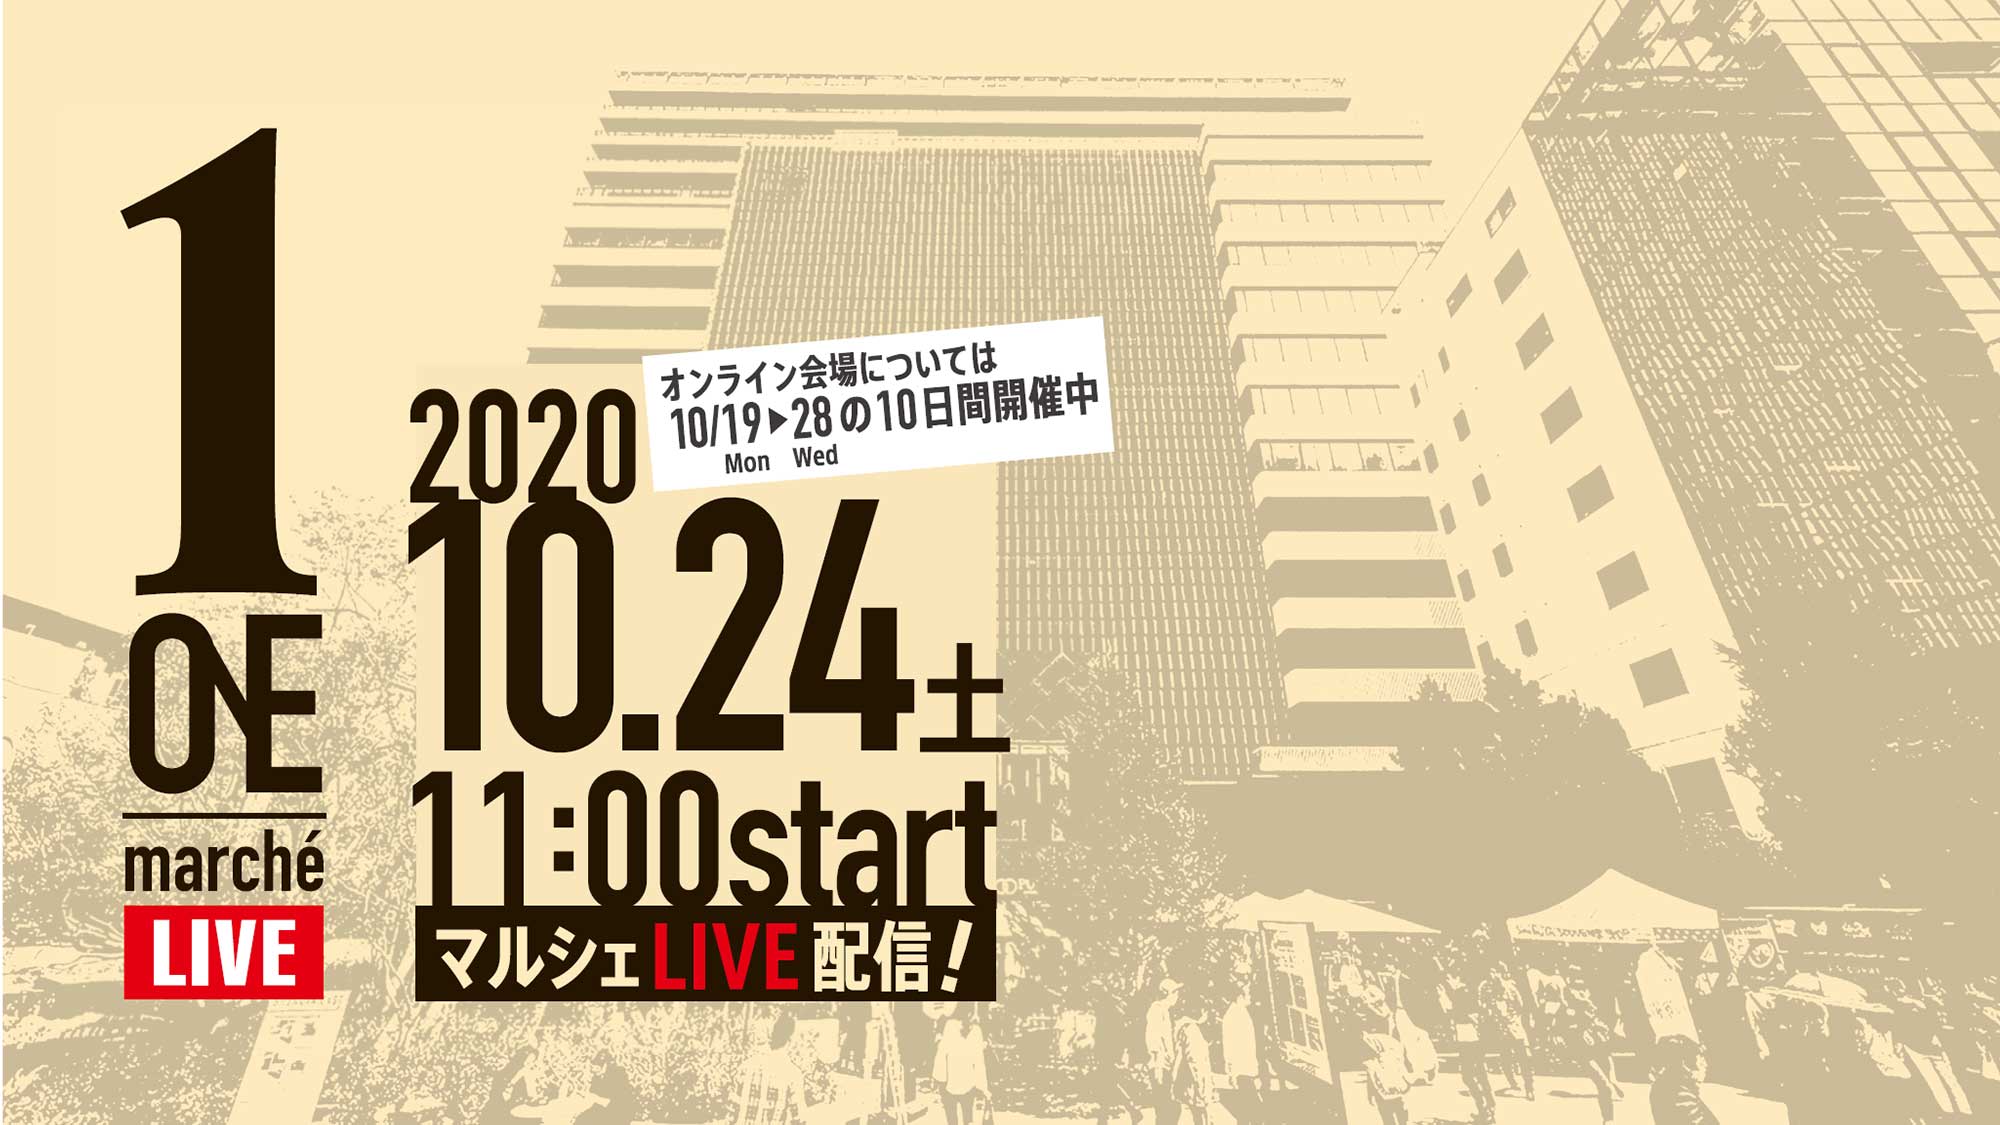 1
ONE
marché
LIVE
オンライン会場については
10/19▶28の10日間開催中
Mon Wed
2020
10.24土
11:00start
マルシェLIVE配信!